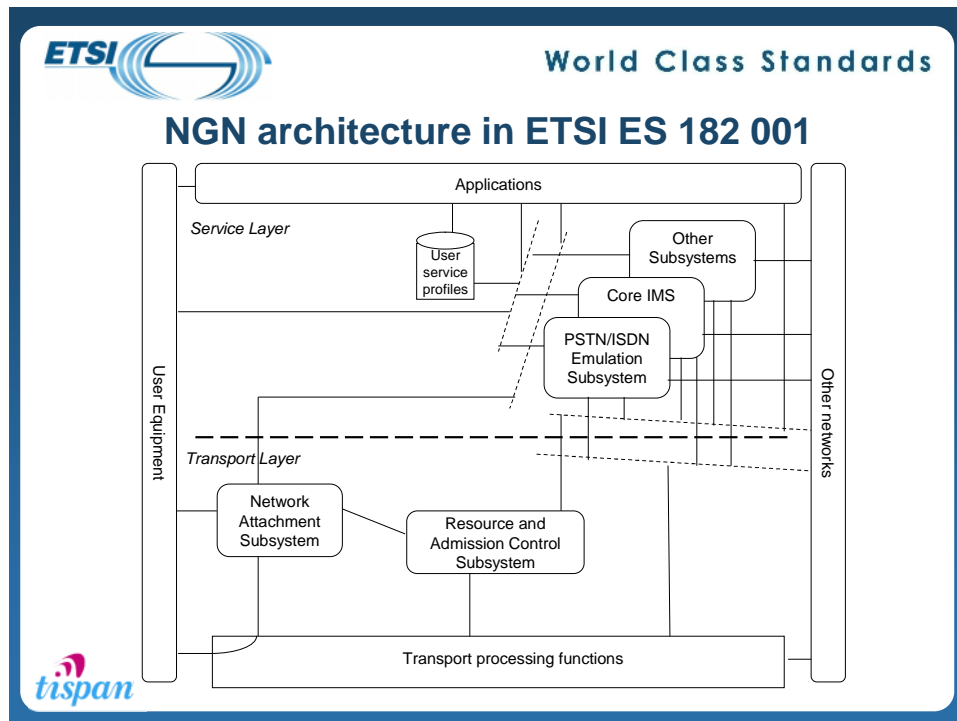 ETSI
World Class Standards
NGN architecture in ETSI ES 182 001
Applications
Service Layer
User
service
profiles
Other
Subsystems
Core IMS
PSTN/ISDN
Emulation
Subsystem
User Equipment
Other networks
Transport Layer
Network
Attachment
Subsystem
Resource and
Admission Control
Subsystem
Transport processing functions
tispan